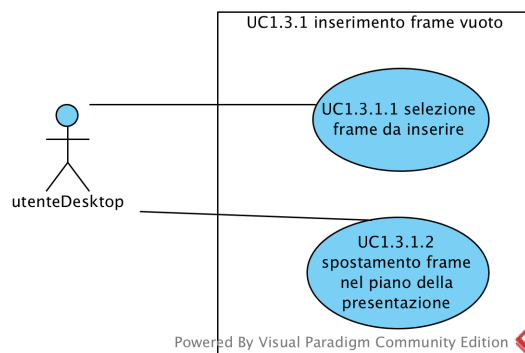 UC1.3.1 inserimento frame vuoto
UC1.3.1.1 selezione
frame da inserire
utenteDesktop
UC1.3.1.2
spostamento frame
nel piano della
presentazione
Powered By Visual Paradigm Community Edition